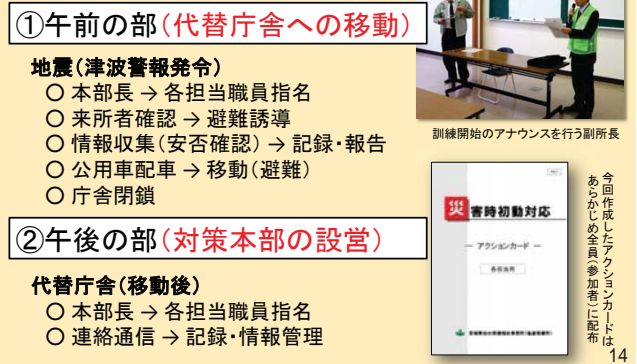 ①午前の部(代替庁舎への移動)
地震(津波警報発令)
〇 本部長 → 各担当職員指名
〇 来所者確認 → 避難誘導
〇 情報収集(安否確認) → 記録・報告
〇 公用車配車 → 移動(避難)
〇 庁舎閉鎖
訓練開始のアナウンスを行う副所長
②午後の部(対策本部の設営)
代替庁舎(移動後)
〇 本部長 → 各担当職員指名
〇 連絡通信 → 記録・情報管理
災害時初動対応
― アクションカード ―
今回作成したアクションカードは
あらかじめ全員(参加者)に配布
14